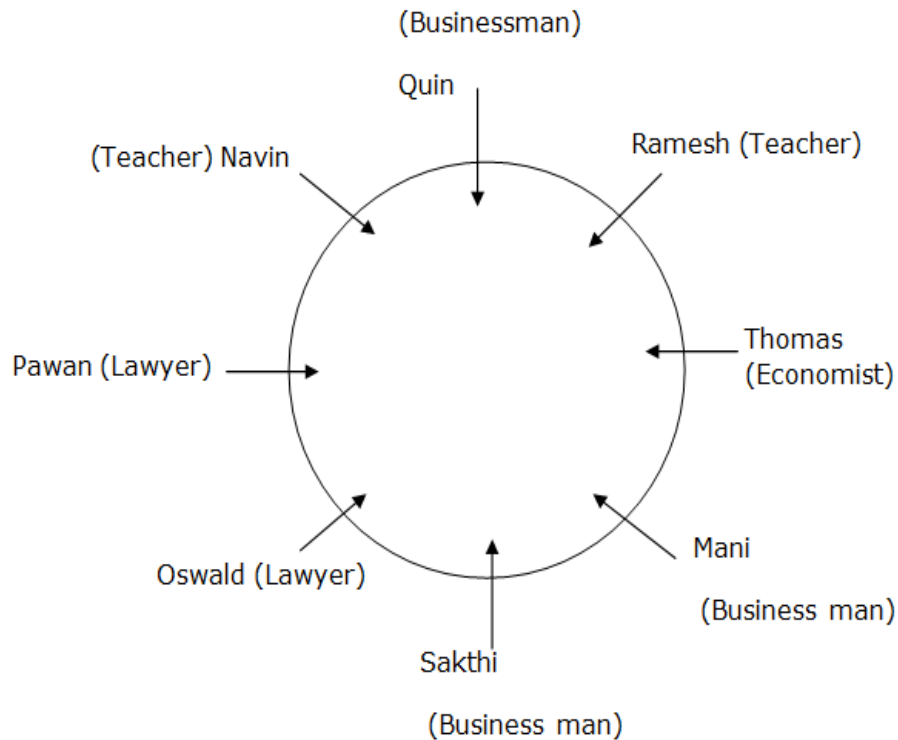 (Businessman)
Quin
Ramesh (Teacher)
(Teacher) Navin
Thomas
(Economist)
Pawan (Lawyer)
Mani
Oswald (Lawyer)
(Business man)
Sakthi
(Business man)